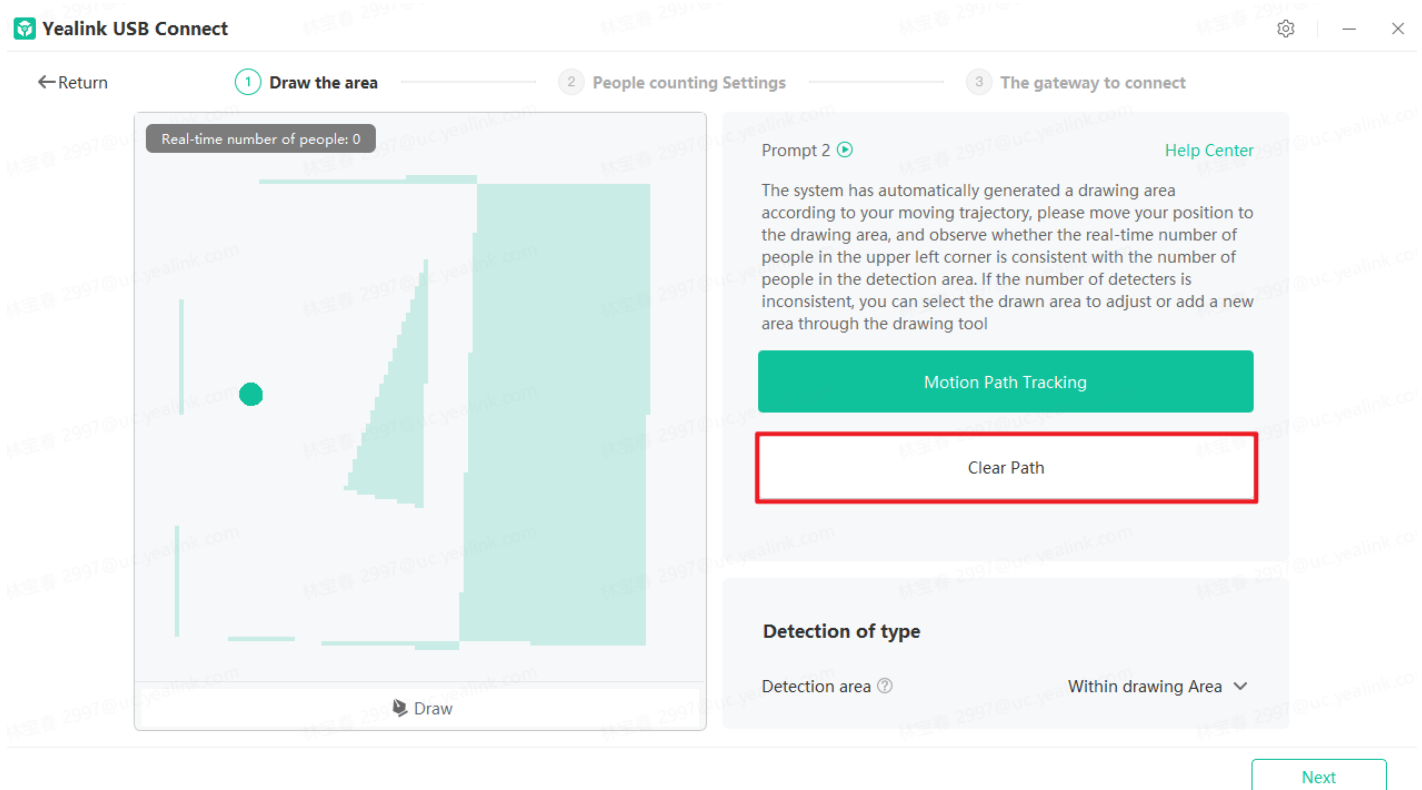 Yealink USB Connect
Return
1 Draw the area
2 People counting Settings
3 The gateway to connect
Real-time number of people: 0
Prompt 2
Help Center
The system has automatically generated a drawing area
according to your moving trajectory, please move your position to
the drawing area, and observe whether the real-time number of
people in the upper left corner is consistent with the number of
people in the detection area. If the number of detecters is
inconsistent, you can select the drawn area to adjust or add a new
area through the drawing tool
Motion Path Tracking
Clear Path
Detection of type
Detection area ?
Within drawing Area
Draw
Next